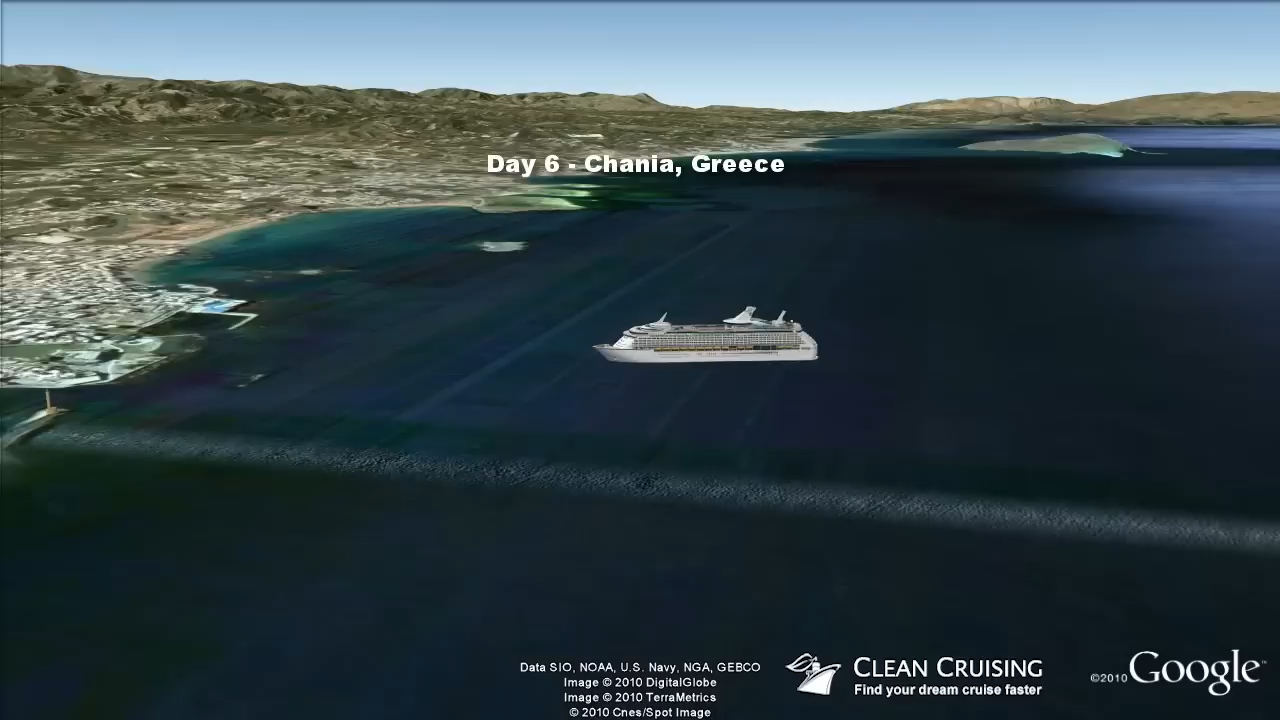 Day 6 - Chania, Greece
Data SIO, NOAA, U.S. Navy, NGA, GEBCO
Image © 2010 DigitalGlobe
Image © 2010 TerraMetrics
© 2010 Cnes/Spot Image
CLEAN CRUISING
Find your dream cruise faster
©2010 Google™